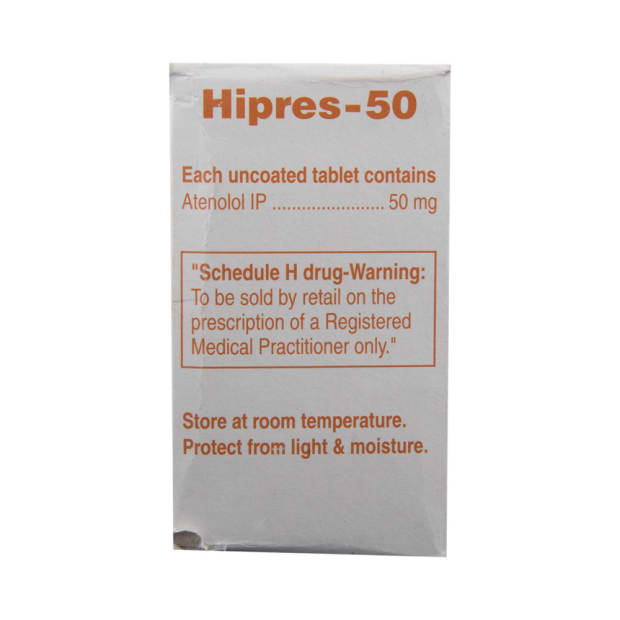 Hipres-50
Each uncoated tablet contains
Atenolol IP ........................ 50 mg
"Schedule H drug-Warning:
To be sold by retail on the
prescription of a Registered
Medical Practitioner only."
Store at room temperature.
Protect from light & moisture.